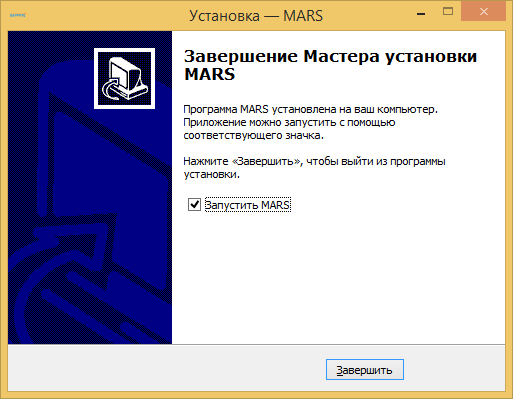 Установка — MARS
Завершение Мастера установки
MARS
Программа MARS установлена на ваш компьютер.
Приложение можно запустить с помощью
соответствующего значка.
Нажмите «Завершить», чтобы выйти из программы
установки.
Запустить MARS
Завершить